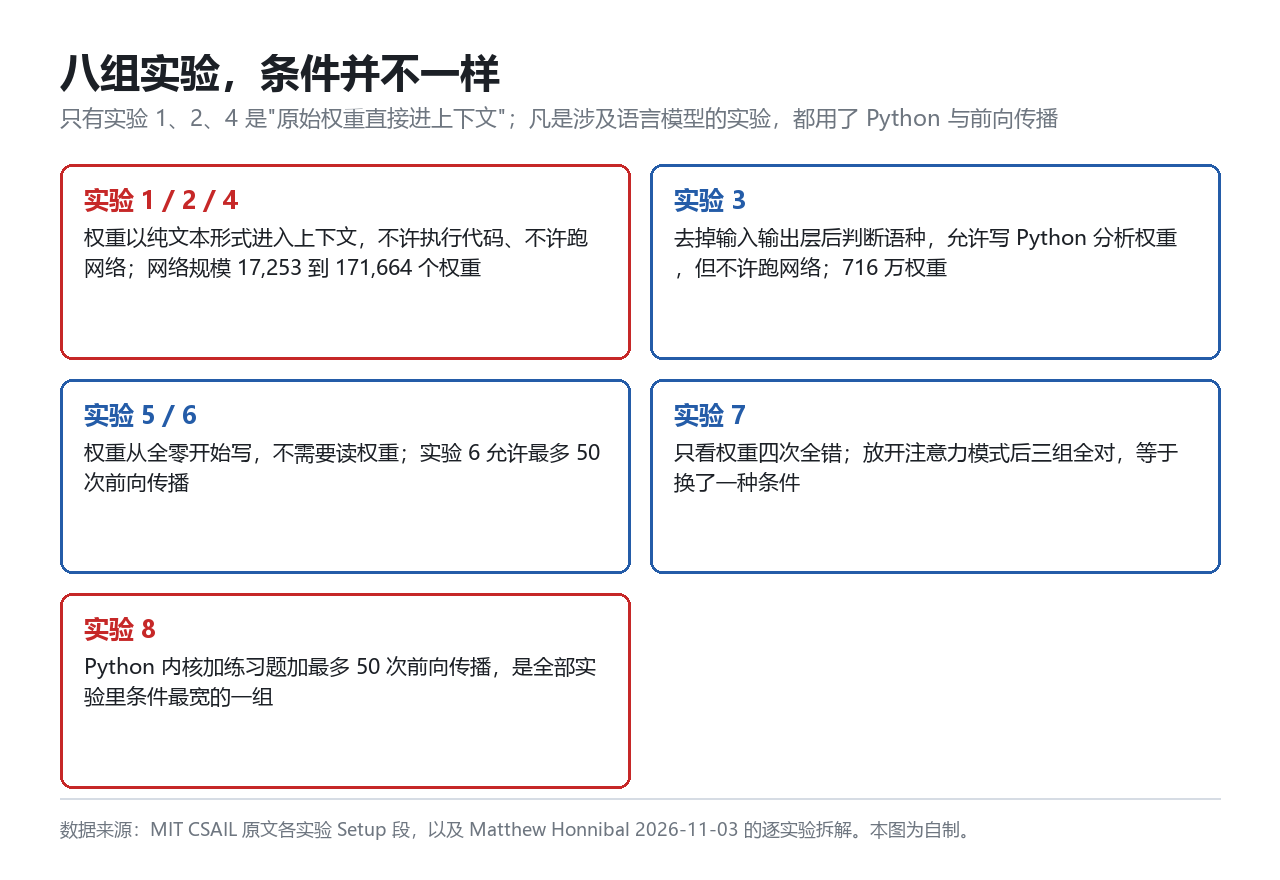 八组实验，条件并不一样
只有实验 1、2、4 是"原始权重直接进上下文"；凡是涉及语言模型的实验，都用了 Python 与前向传播
实验 1 / 2 / 4
权重以纯文本形式进入上下文，不许执行代码、不许跑
网络；网络规模 17,253 到 171,664 个权重
实验 3
去掉输入输出层后判断语种，允许写 Python 分析权重
，但不许跑网络；716 万权重
实验 5 / 6
权重从全零开始写，不需要读权重；实验 6 允许最多 50
次前向传播
实验 7
只看权重四次全错；放开注意力模式后三组全对，等于
换了一种条件
实验 8
Python 内核加练习题加最多 50 次前向传播，是全部实
验里条件最宽的一组
数据来源：MIT CSAIL 原文各实验 Setup 段，以及 Matthew Honnibal 2026-11-03 的逐实验拆解。本图为自制。